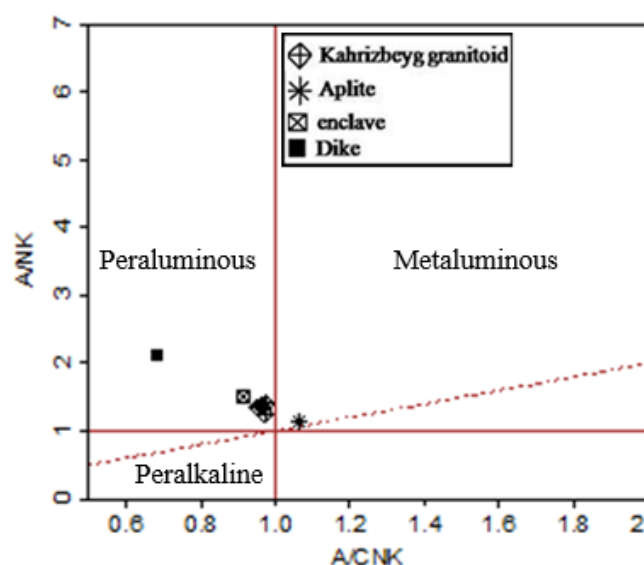 7
6
5
4
3
2
1
0
A/NK
Kahrizbeyg granitoid
Aplite
enclave
Dike
Peraluminous
Metaluminous
Peralkaline
0.6 0.8 1.0 1.2 1.4 1.6 1.8 2
A/CNK